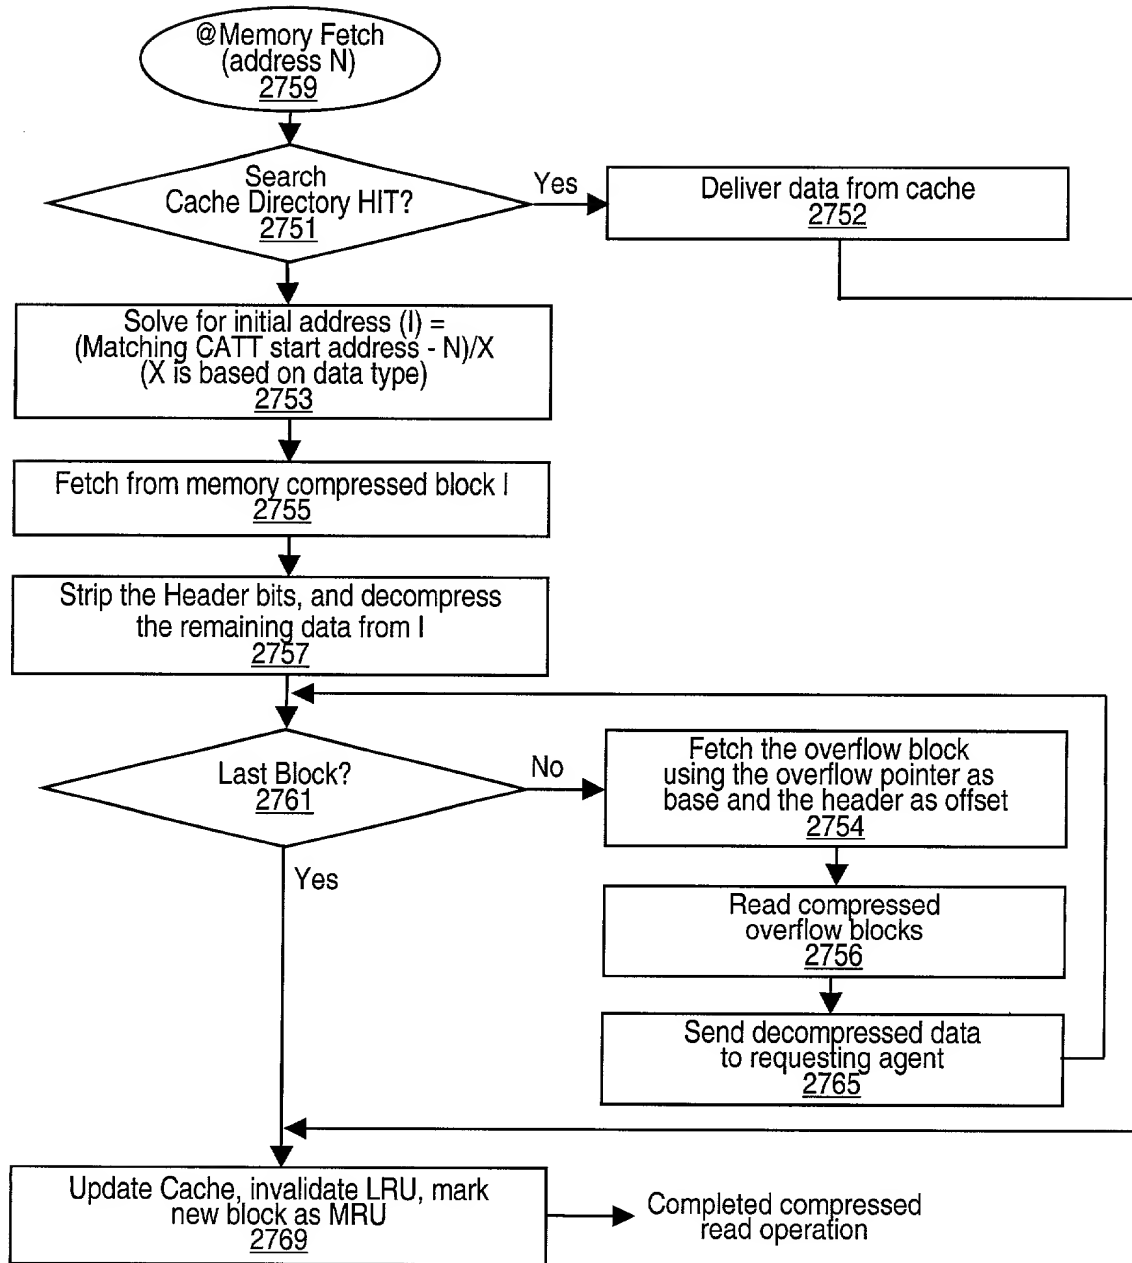 @Memory Fetch
(address N)
2759
Search
Cache Directory HIT?
2751
Yes
Deliver data from cache
2752
Solve for initial address (I) =
(Matching CATT start address - N)/X
(X is based on data type)
2753
Fetch from memory compressed block I
2755
Strip the Header bits, and decompress
the remaining data from I
2757
Last Block?
2761
No
Fetch the overflow block
using the overflow pointer as
base and the header as offset
2754
Yes
Read compressed
overflow blocks
2756
Send decompressed data
to requesting agent
2765
Update Cache, invalidate LRU, mark
new block as MRU
2769
Completed compressed
read operation